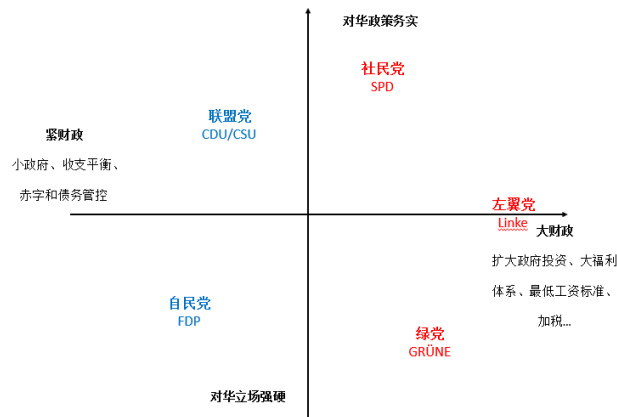 对华政策务实
社民党
SPD
联盟党
CDU/CSU
紧财政
小政府、收支平衡、
赤字和债务管控
左翼党
Linke
大财政
扩大政府投资、大福利
体系、最低工资标准、
加税...
自民党
FDP
绿党
GRÜNE
对华立场强硬